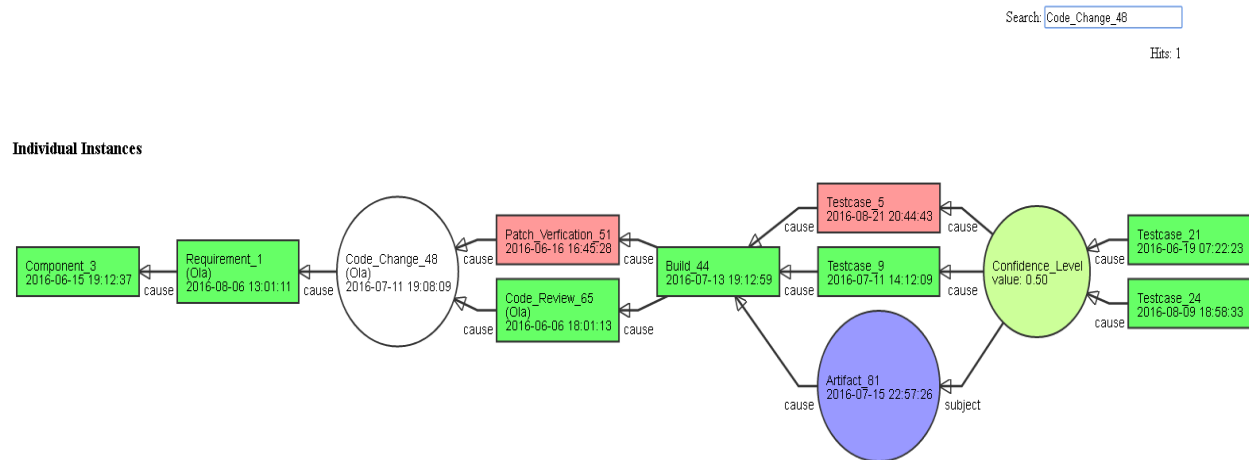 Search: Code_Change_48
Hits: 1
Individual Instances
Component_3
2016-06-15 19:12:37
cause
Requirement_1
(Ola)
2016-08-06 13:01:11
cause
Code_Change_48
(Ola)
2016-07-11 19:08:09
cause
Patch_Verfication_51
2016-06-16 16:45:28
cause
cause
Code_Review_65
(Ola)
2016-06-06 18:01:13
cause
Build_44
2016-07-13 19:12:59
cause
Testcase_5
2016-08-21 20:44:43
cause
cause
Testcase_9
2016-07-11 14:12:09
cause
cause
Artifact_81
2016-07-15 22:57:26
subject
Confidence_Level
value: 0.50
cause
Testcase_21
2016-06-19 07:22:23
cause
Testcase_24
2016-08-09 18:58:33